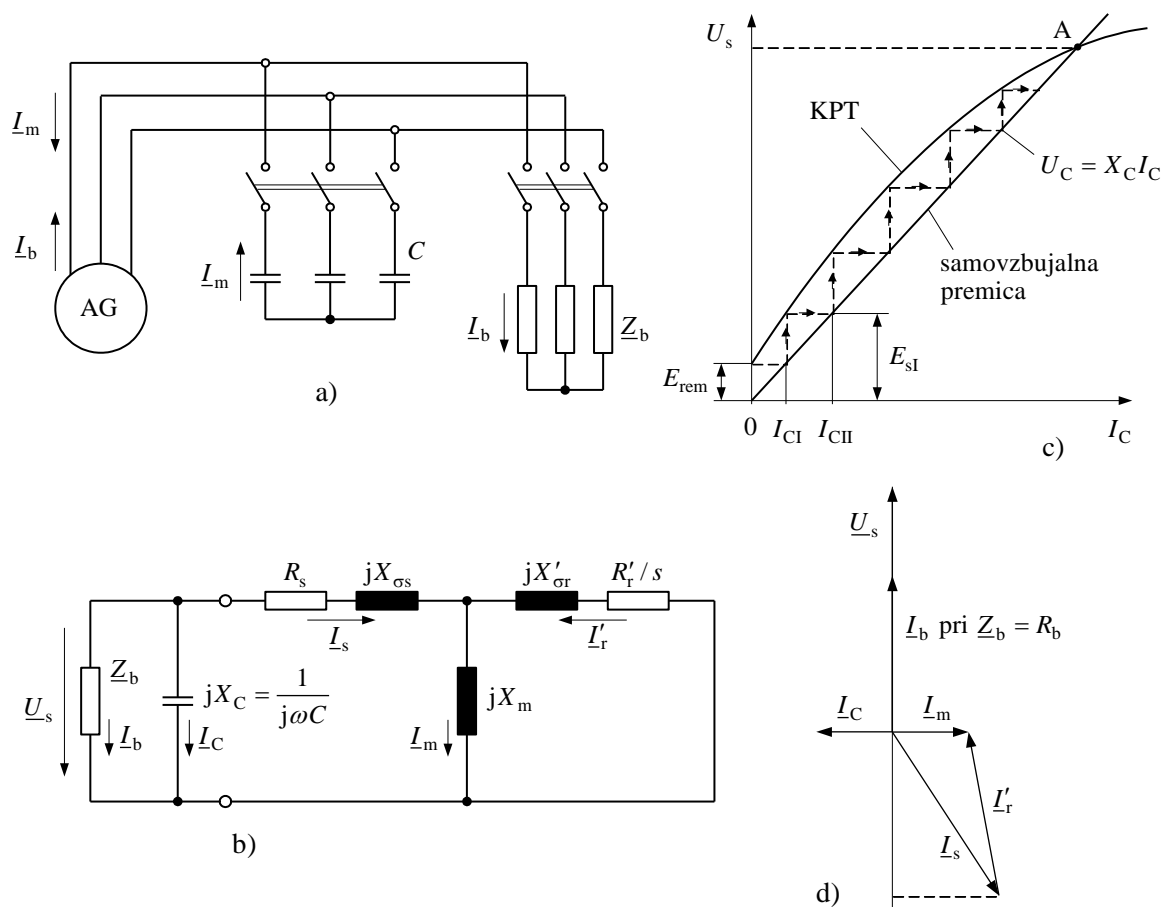 I_m
I_b
AG
I_m
C
I_b
Z_b
a)
U_s
A
KPT
U_C = X_C I_C
samovzbujalna
premica
E_rem
E_sI
0
I_CI
I_CII
I_C
c)
R_s
jX_σs
jX′_σr
R′_r / s
I_s
I′_r
U_s
Z_b
I_b
jX_C = 1/jωC
I_C
I_m
jX_m
b)
U_s
I_b pri Z_b = R_b
I_C
I_m
I′_r
I_s
d)